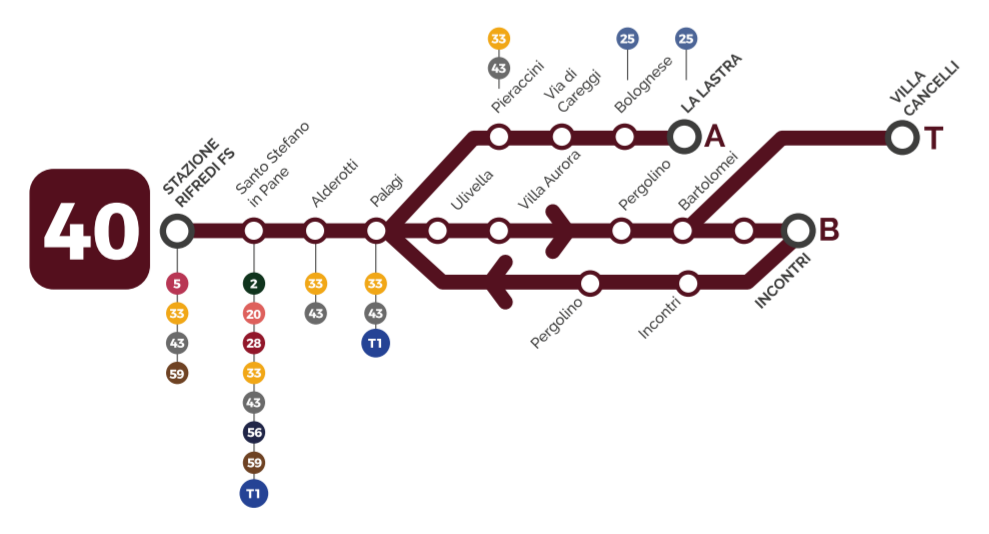 40
STAZIONE
RIFREDI FS
Santo Stefano
in Pane
Alderotti
Palagi
33
43
Pieraccini
Via di
Careggi
25
Bolognese
25
LA LASTRA
A
Ulivella
Villa Aurora
Pergolino
Bartolomei
VILLA
CANCELLI
T
B
INCONTRI
Incontri
Pergolino
5
33
43
59
2
20
28
33
43
56
59
T1
33
43
33
43
T1